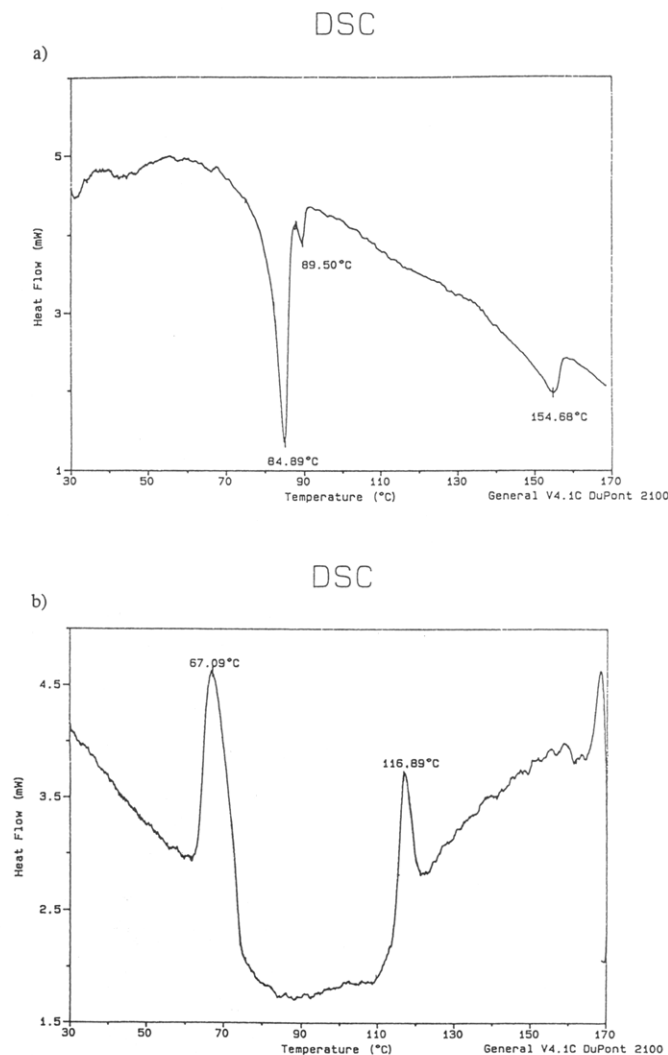 DSC
a)
5
3
1
Heat Flow (mW)
89.50°C
154.68°C
84.89°C
30 50 70 90 110 130 150 170
Temperature (°C) General V4.1C DuPont 2100
DSC
b)
67.09°C
116.89°C
4.5
3.5
2.5
1.5
Heat Flow (mW)
30 50 70 90 110 130 150 170
Temperature (°C) General V4.1C DuPont 2100